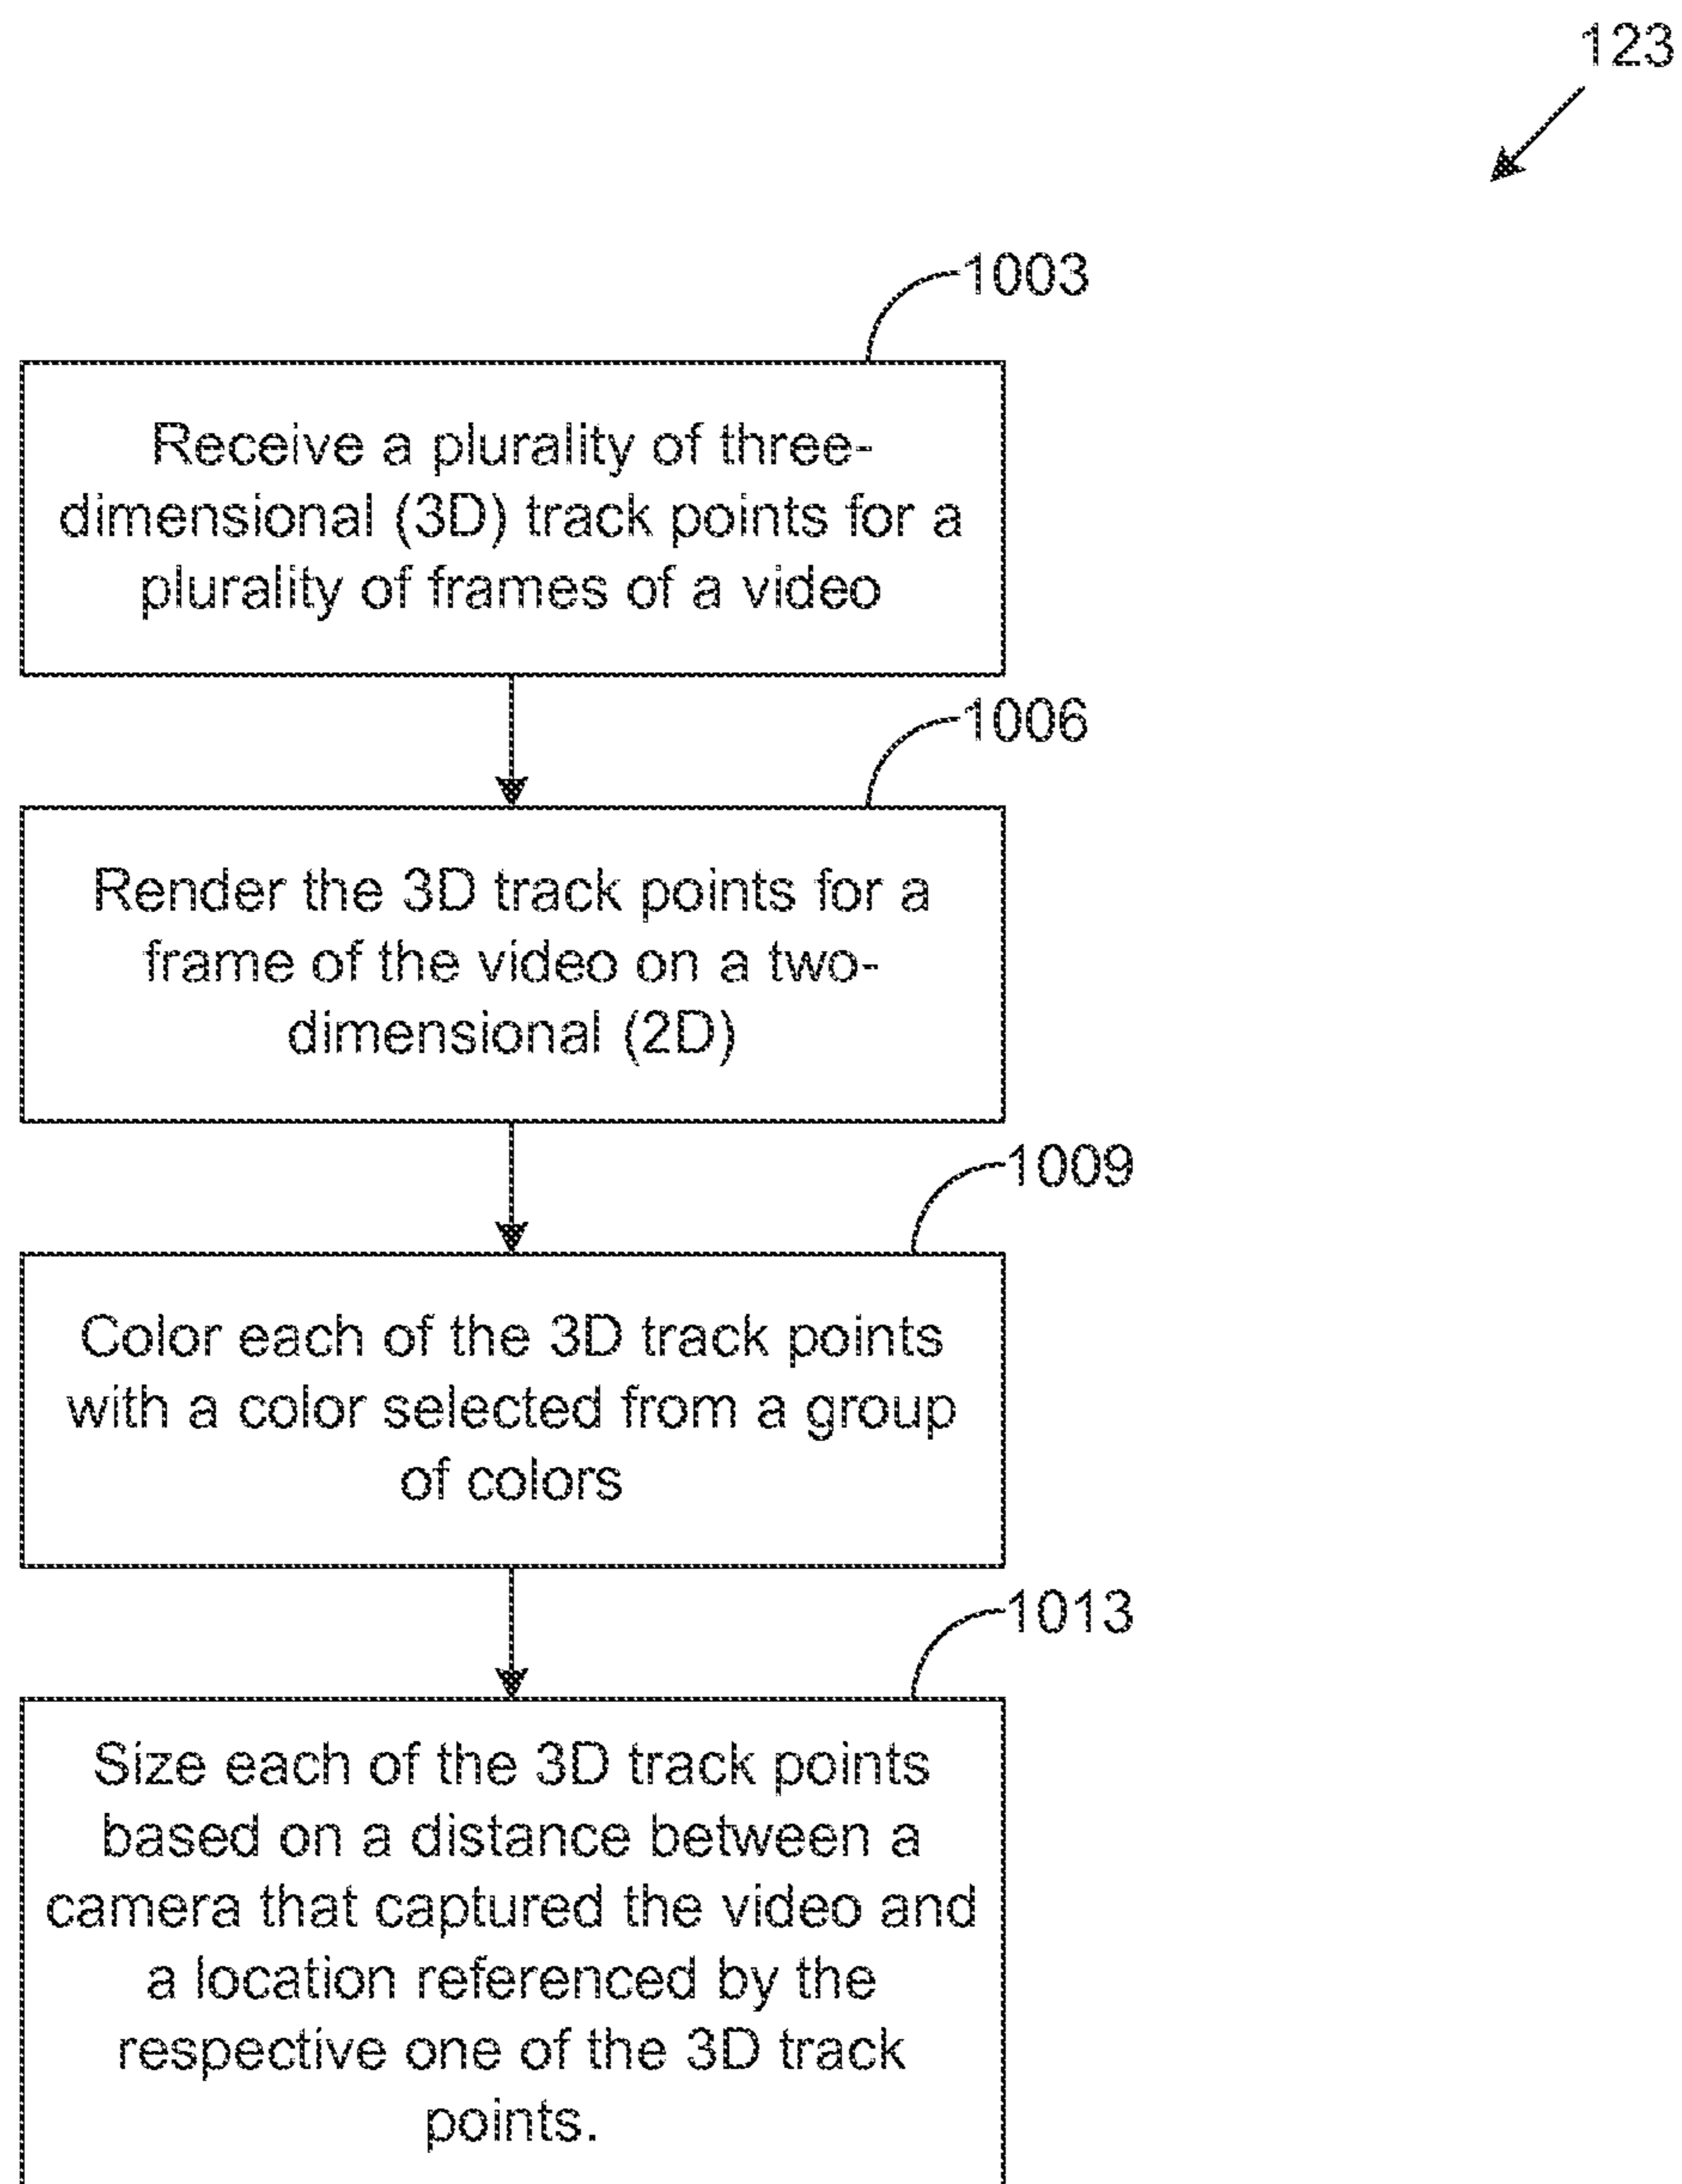 123
1003
Receive a plurality of three-
dimensional (3D) track points for a
plurality of frames of a video
1006
Render the 3D track points for a
frame of the video on a two-
dimensional (2D)
1009
Color each of the 3D track points
with a color selected from a group
of colors
1013
Size each of the 3D track points
based on a distance between a
camera that captured the video and
a location referenced by the
respective one of the 3D track
points.